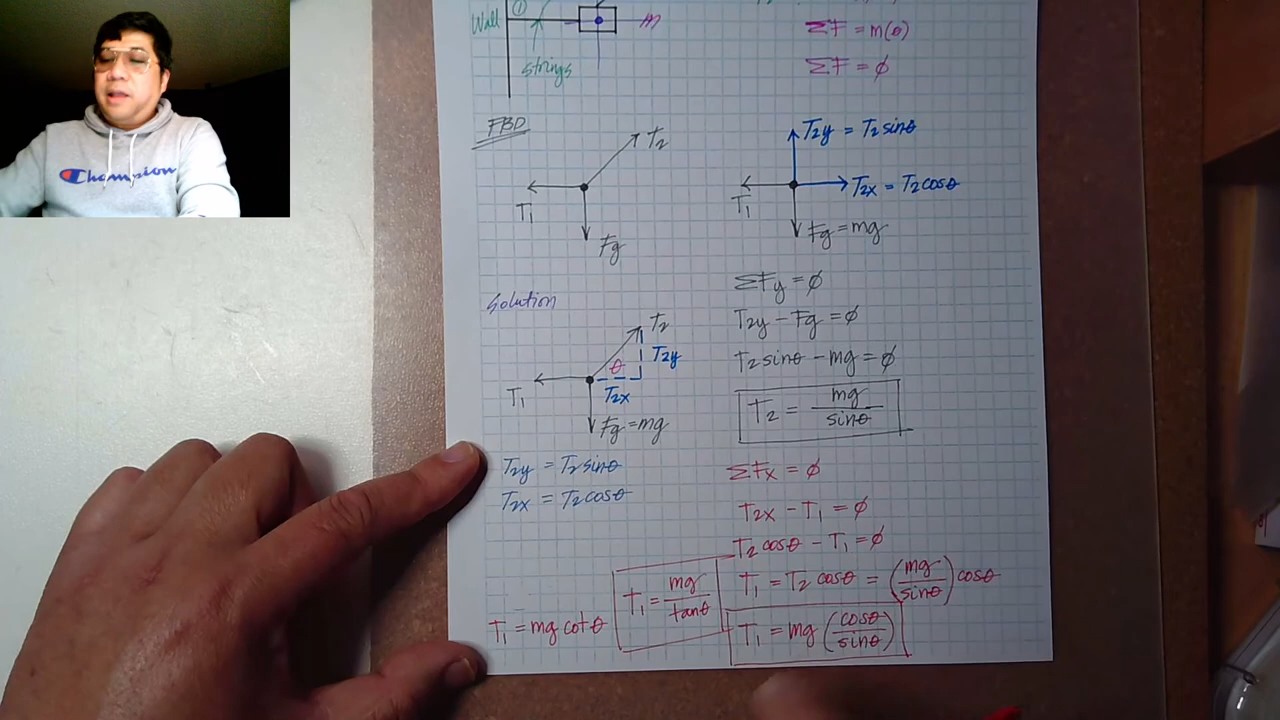 Champion
Wall
①
m
strings
ΣF = m(0)
ΣF = ∅
FBD
T2
T1
Fg
T2y = T2 sinθ
T2x = T2 cosθ
T1
Fg = mg
Solution
T2
θ
T2y
T2x
T1
Fg = mg
T2y = T2 sinθ
T2x = T2 cosθ
ΣFy = ∅
T2y − Fg = ∅
T2 sinθ − mg = ∅
T2 = mg / sinθ
ΣFx = ∅
T2x − T1 = ∅
T2 cosθ − T1 = ∅
T1 = T2 cosθ = (mg / sinθ) cosθ
T1 = mg (cosθ / sinθ)
T1 = mg / tanθ
T1 = mg cotθ